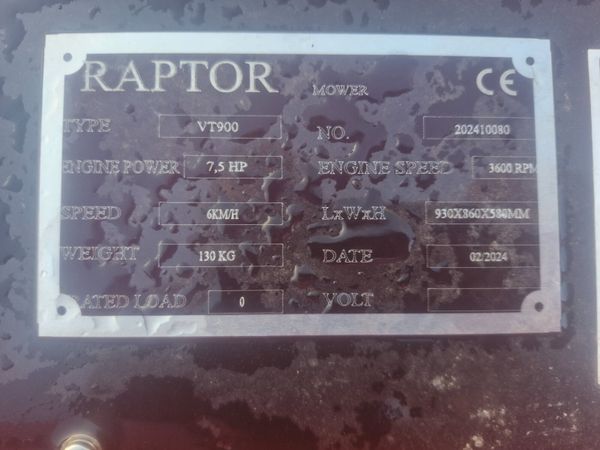 RAPTOR MOWER CE
TYPE VT900 NO. 202410080
ENGINE POWER 7,5 HP ENGINE SPEED 3600 RPM
SPEED 6KM/H LxWxH 930X860X580MM
WEIGHT 130 KG DATE 02/2024
RATED LOAD 0 VOLT